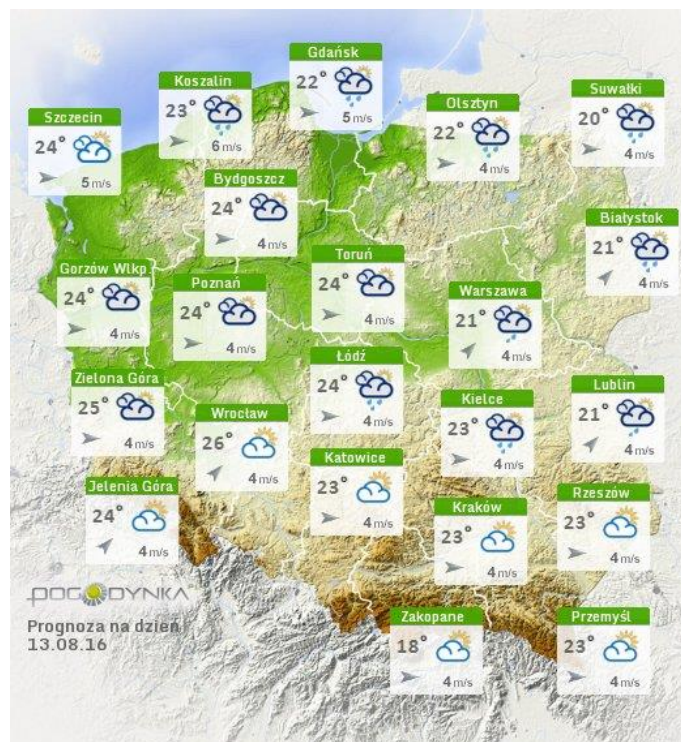 Gdańsk
22°
5 m/s
Koszalin
23°
6 m/s
Szczecin
24°
5 m/s
Olsztyn
22°
4 m/s
Suwałki
20°
4 m/s
Bydgoszcz
24°
4 m/s
Białystok
21°
4 m/s
Gorzów Wlkp.
24°
4 m/s
Poznań
24°
4 m/s
Toruń
24°
4 m/s
Warszawa
21°
4 m/s
Łódź
24°
4 m/s
Zielona Góra
25°
4 m/s
Wrocław
26°
4 m/s
Kielce
23°
4 m/s
Lublin
21°
4 m/s
Katowice
23°
4 m/s
Jelenia Góra
24°
4 m/s
Kraków
23°
4 m/s
Rzeszów
23°
4 m/s
POGODYNKA
Prognoza na dzień
13.08.16
Zakopane
18°
4 m/s
Przemyśl
23°
4 m/s